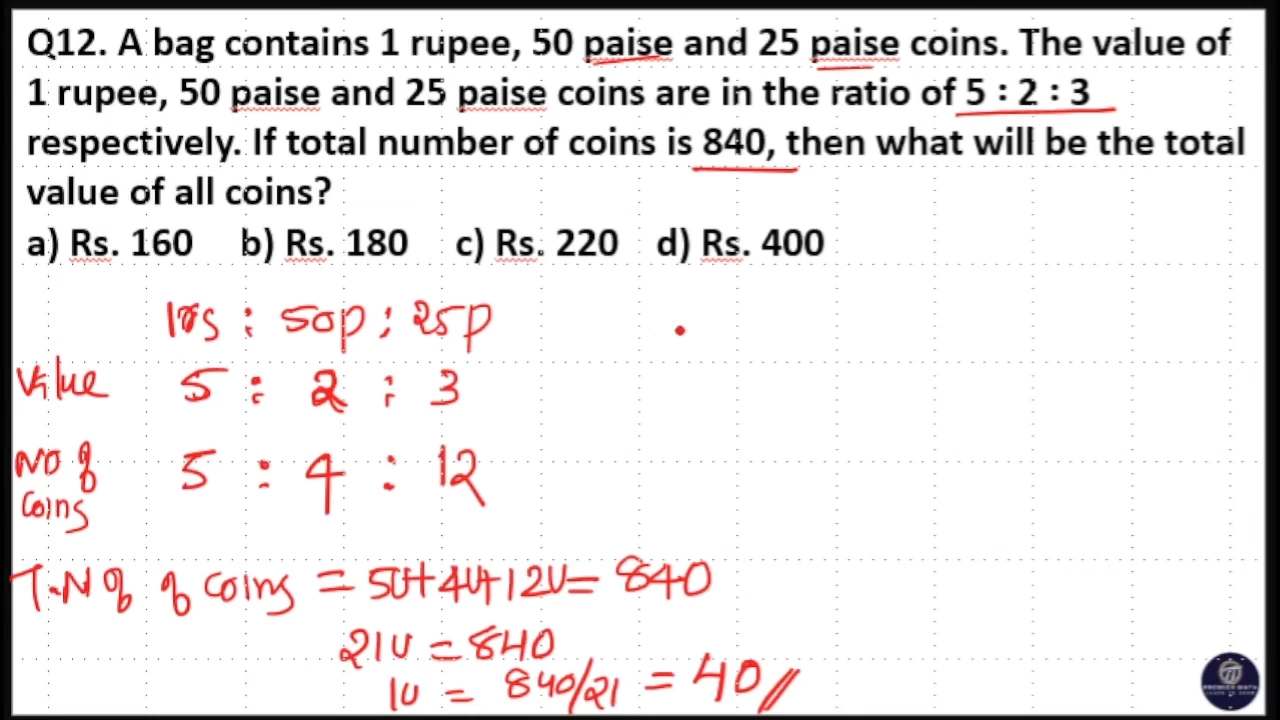 Q12. A bag contains 1 rupee, 50 paise and 25 paise coins. The value of
1 rupee, 50 paise and 25 paise coins are in the ratio of 5 : 2 : 3
respectively. If total number of coins is 840, then what will be the total
value of all coins?
a) Rs. 160 b) Rs. 180 c) Rs. 220 d) Rs. 400
1rs : 50p : 25p
Value 5 : 2 : 3
No of coins 5 : 4 : 12
T.No of of coins = 5U+4U+12U = 840
21U = 840
1U = 840/21 = 40//
PREMIER MATH